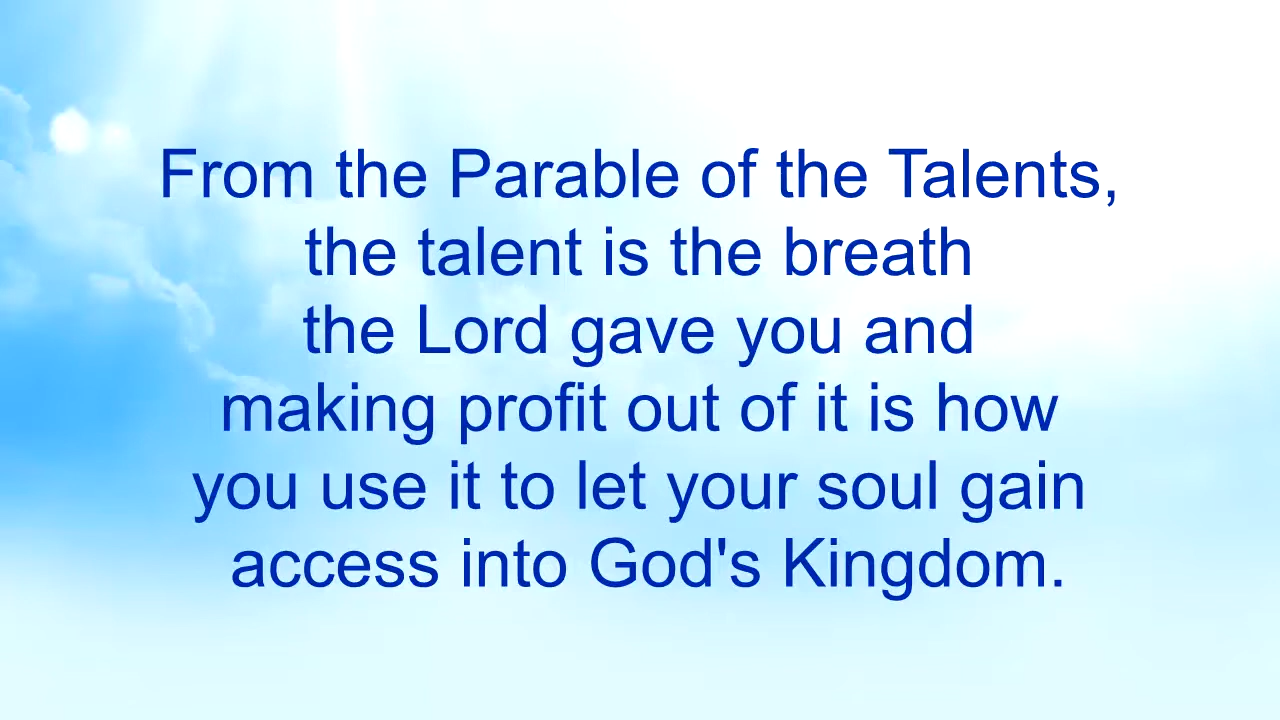 From the Parable of the Talents,
the talent is the breath
the Lord gave you and
making profit out of it is how
you use it to let your soul gain
access into God's Kingdom.